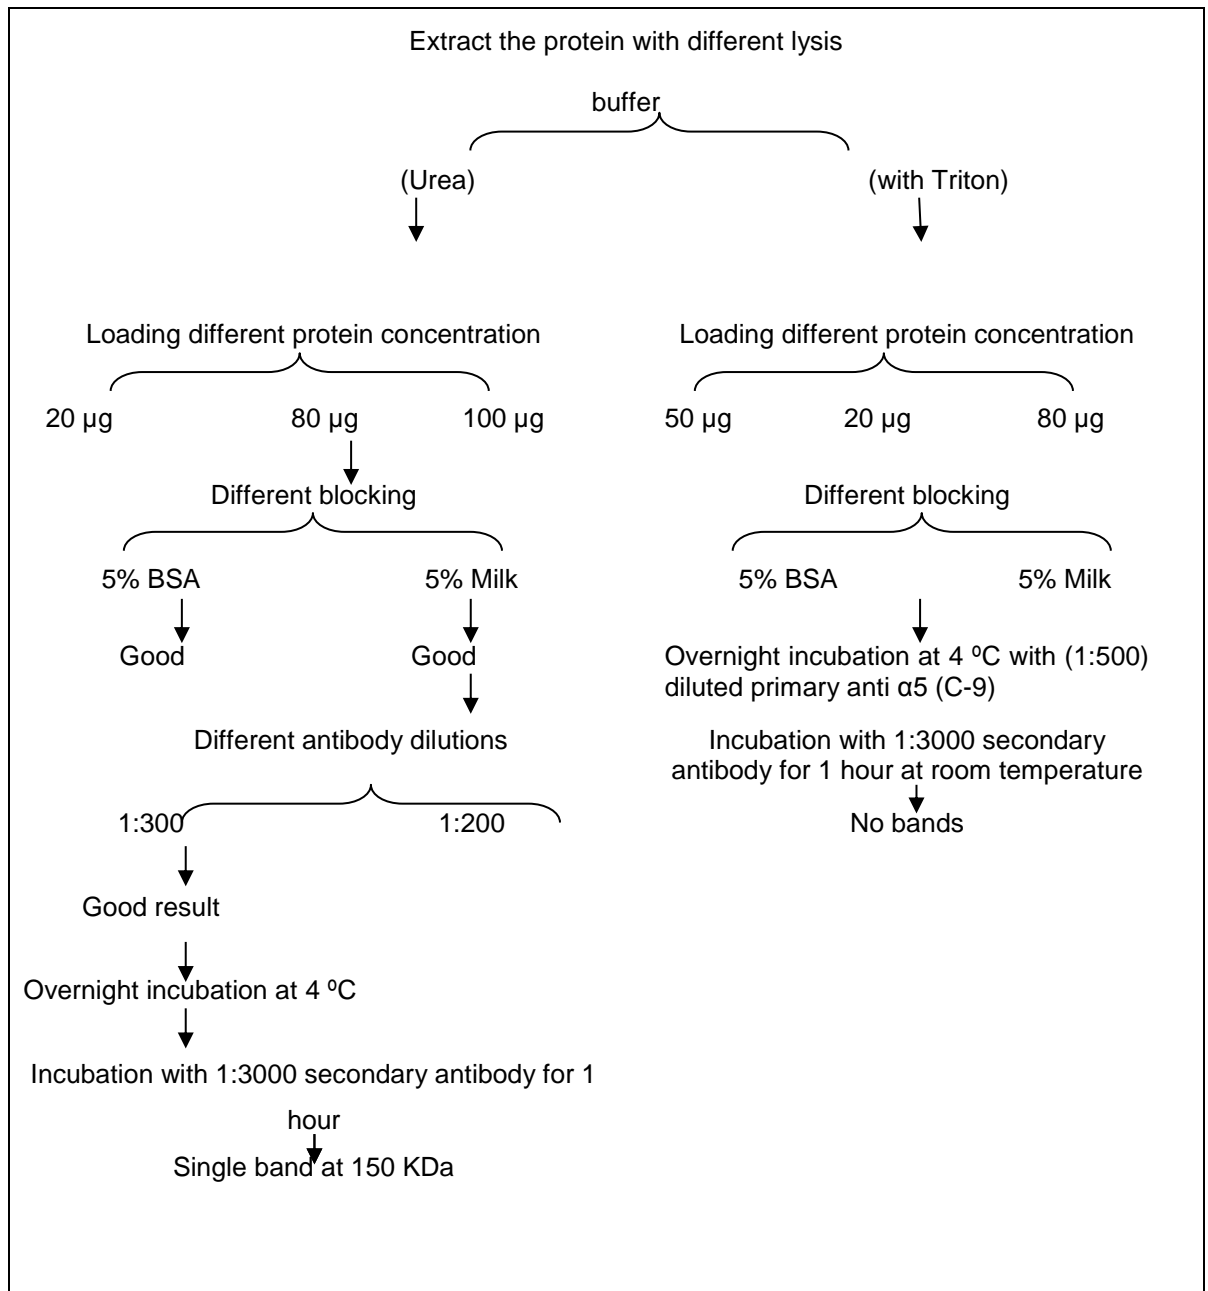 Extract the protein with different lysis
buffer
(Urea)
(with Triton)
Loading different protein concentration
Loading different protein concentration
20 µg
80 µg
100 µg
50 µg
20 µg
80 µg
Different blocking
Different blocking
5% BSA
5% Milk
5% BSA
5% Milk
Good
Good
Overnight incubation at 4 ºC with (1:500)
diluted primary anti α5 (C-9)
Different antibody dilutions
Incubation with 1:3000 secondary
antibody for 1 hour at room temperature
1:300
1:200
No bands
Good result
Overnight incubation at 4 ºC
Incubation with 1:3000 secondary antibody for 1
hour
Single band at 150 KDa